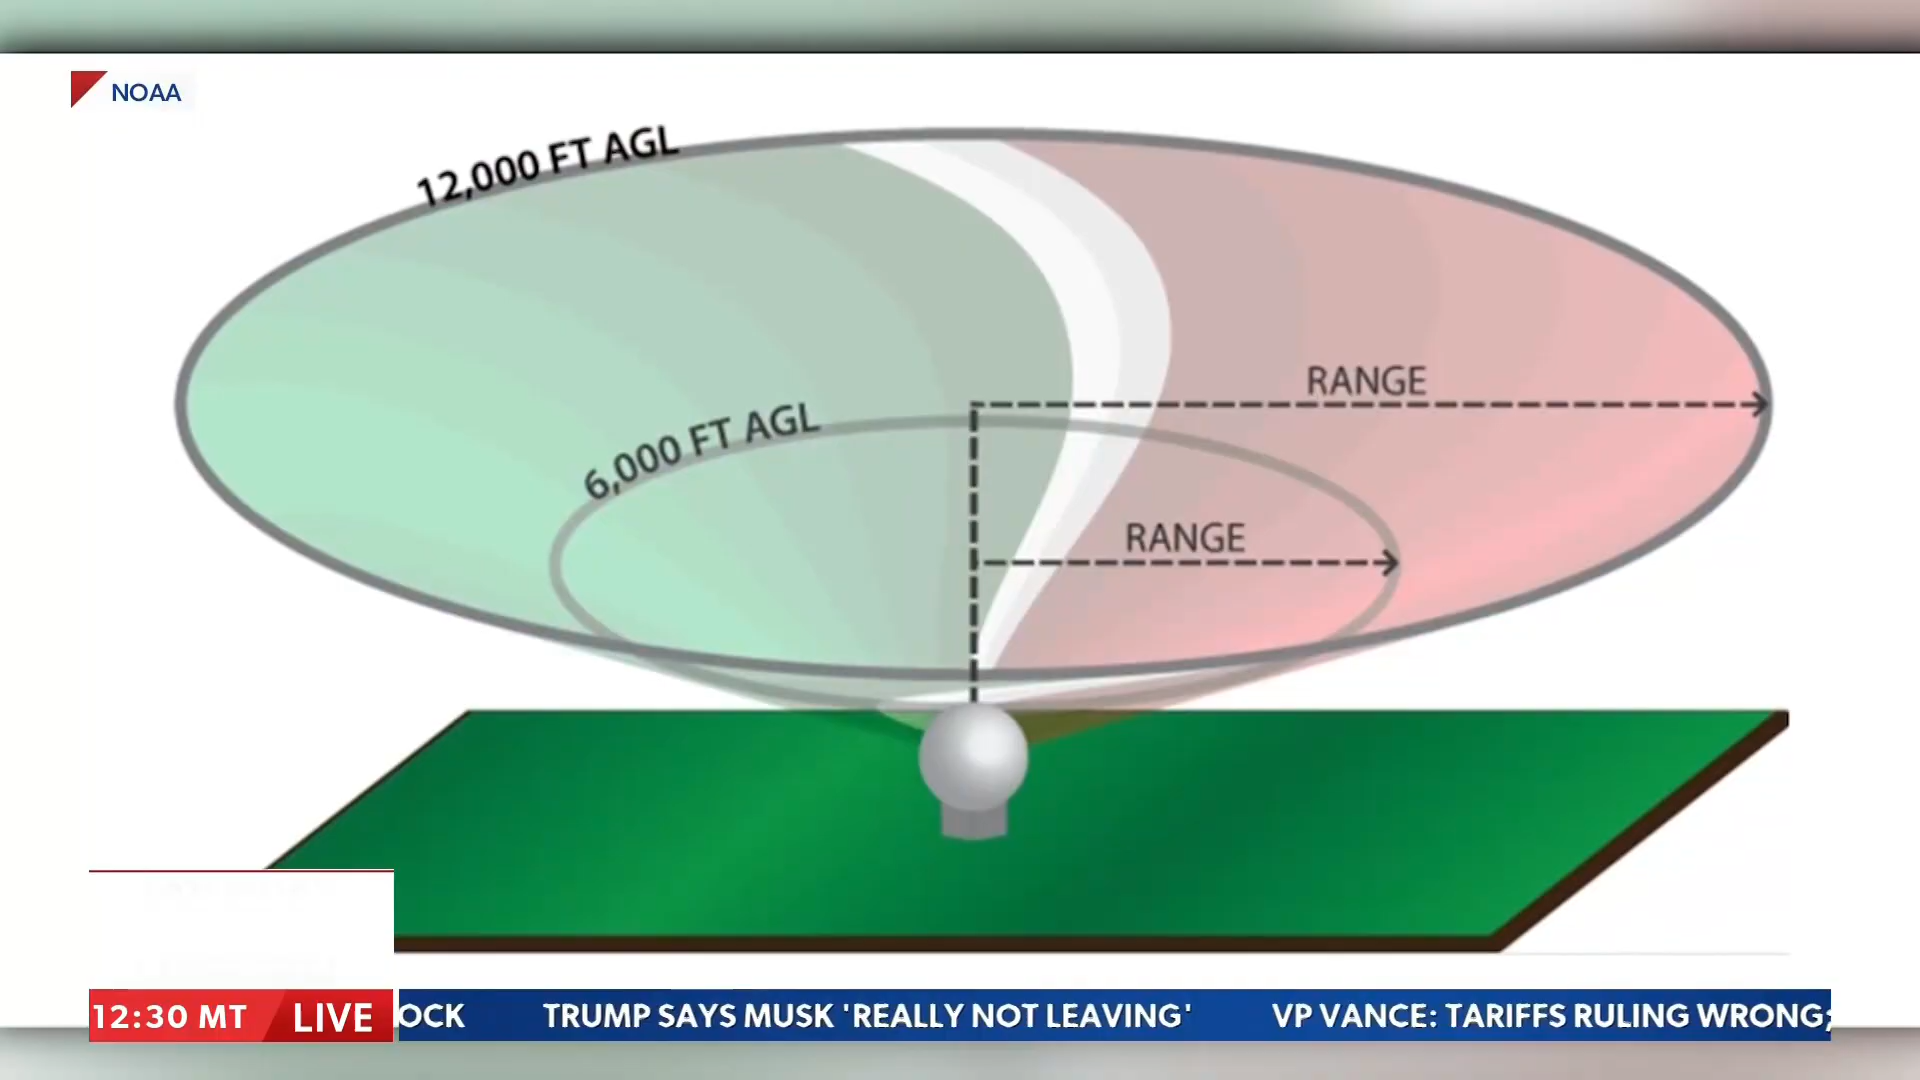 NOAA
12,000 FT AGL
RANGE
6,000 FT AGL
RANGE
12:30 MT LIVE OCK TRUMP SAYS MUSK 'REALLY NOT LEAVING' VP VANCE: TARIFFS RULING WRONG;